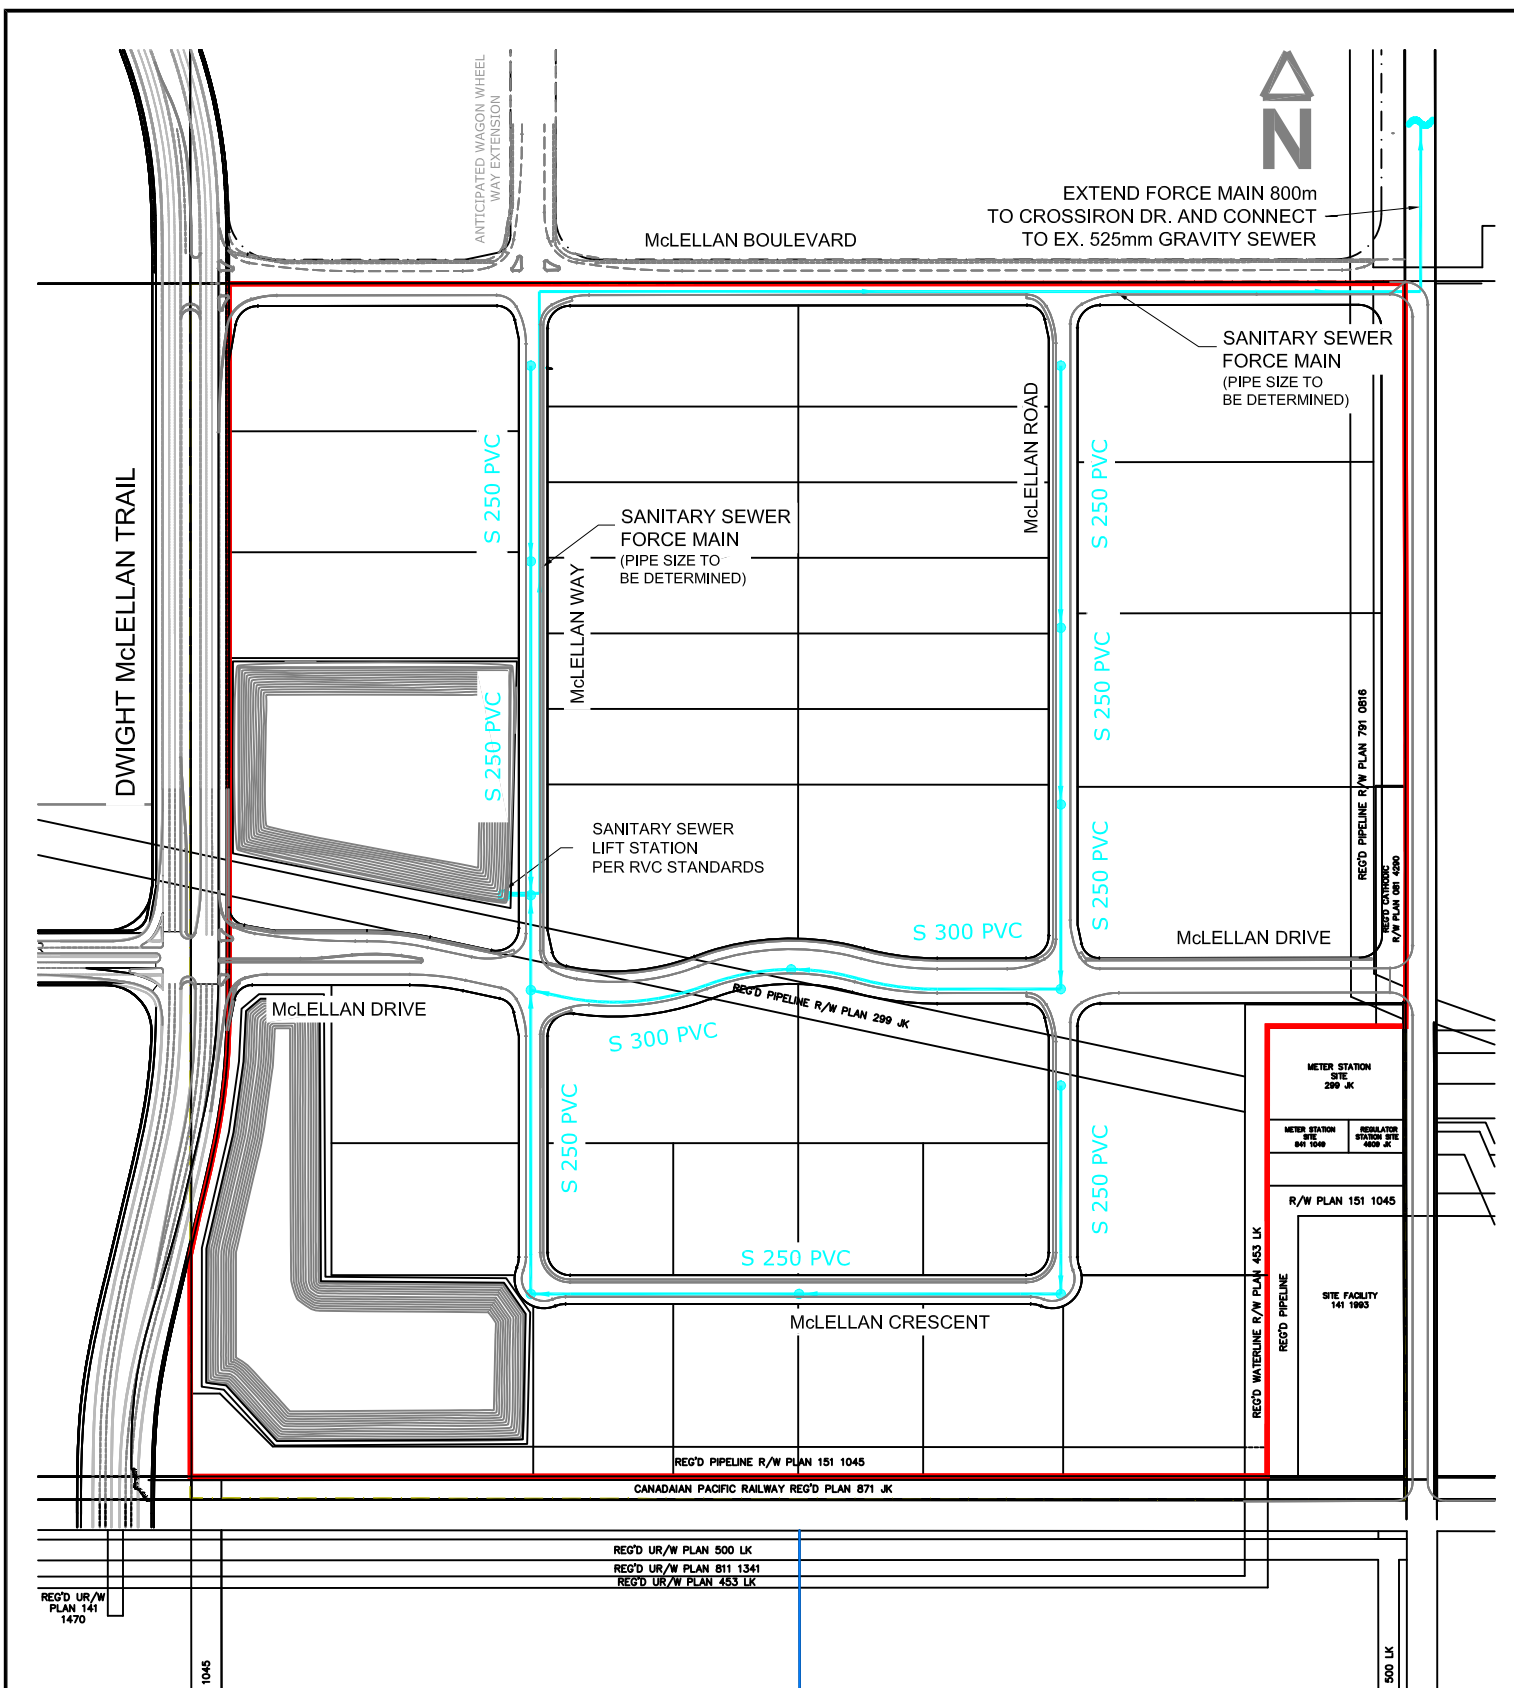 ANTICIPATED WAGON WHEEL
WAY EXTENSION
N
EXTEND FORCE MAIN 800m
TO CROSSIRON DR. AND CONNECT
TO EX. 525mm GRAVITY SEWER
McLELLAN BOULEVARD
SANITARY SEWER
FORCE MAIN
(PIPE SIZE TO
BE DETERMINED)
McLELLAN ROAD
S 250 PVC
S 250 PVC
DWIGHT McLELLAN TRAIL
SANITARY SEWER
FORCE MAIN
(PIPE SIZE TO
BE DETERMINED)
McLELLAN WAY
S 250 PVC
S 250 PVC
REG'D PIPELINE R/W PLAN 791 0816
SANITARY SEWER
LIFT STATION
PER RVC STANDARDS
S 250 PVC
REG'D CATHODIC
R/W PLAN 081 4290
S 300 PVC
McLELLAN DRIVE
McLELLAN DRIVE
REG'D PIPELINE R/W PLAN 299 JK
S 300 PVC
METER STATION
SITE
299 JK
S 250 PVC
S 250 PVC
METER STATION
SITE
841 1049
REGULATOR
STATION SITE
4609 JK
R/W PLAN 151 1045
S 250 PVC
REG'D WATERLINE R/W PLAN 453 LK
REG'D PIPELINE
SITE FACILITY
141 1993
McLELLAN CRESCENT
REG'D PIPELINE R/W PLAN 151 1045
CANADAIAN PACIFIC RAILWAY REG'D PLAN 871 JK
REG'D UR/W PLAN 500 LK
REG'D UR/W PLAN 811 1341
REG'D UR/W PLAN 453 LK
REG'D UR/W
PLAN 141
1470
1045
500 LK